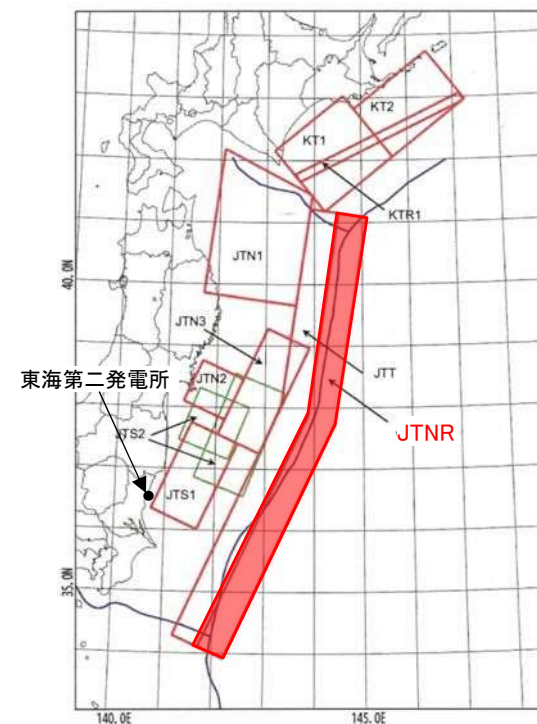 KT2
KT1
KTR1
JTN1
40.0N
JTN3
JTT
東海第二発電所
JTN2
JTS2
JTNR
JTS1
35.0N
140.0E
145.0E